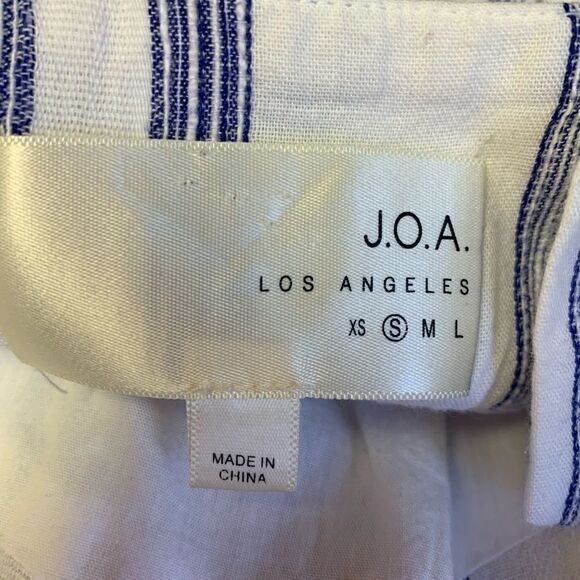 J.O.A.
LOS ANGELES
XS S M L
MADE IN
CHINA